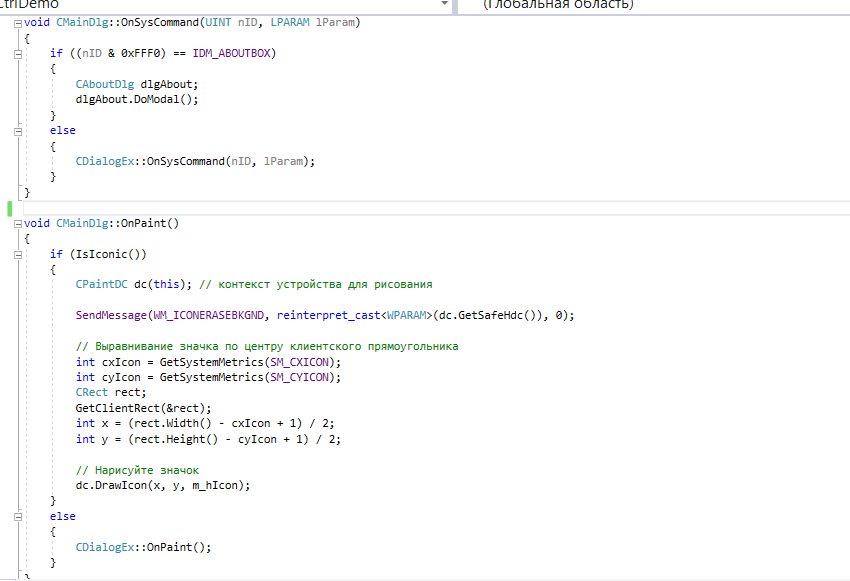 CtrlDemo (Глобальная область)
void CMainDlg::OnSysCommand(UINT nID, LPARAM lParam)
{
    if ((nID & 0xFFF0) == IDM_ABOUTBOX)
    {
        CAboutDlg dlgAbout;
        dlgAbout.DoModal();
    }
    else
    {
        CDialogEx::OnSysCommand(nID, lParam);
    }
}

void CMainDlg::OnPaint()
{
    if (IsIconic())
    {
        CPaintDC dc(this); // контекст устройства для рисования

        SendMessage(WM_ICONERASEBKGND, reinterpret_cast<WPARAM>(dc.GetSafeHdc()), 0);

        // Выравнивание значка по центру клиентского прямоугольника
        int cxIcon = GetSystemMetrics(SM_CXICON);
        int cyIcon = GetSystemMetrics(SM_CYICON);
        CRect rect;
        GetClientRect(&rect);
        int x = (rect.Width() - cxIcon + 1) / 2;
        int y = (rect.Height() - cyIcon + 1) / 2;

        // Нарисуйте значок
        dc.DrawIcon(x, y, m_hIcon);
    }
    else
    {
        CDialogEx::OnPaint();
    }
}